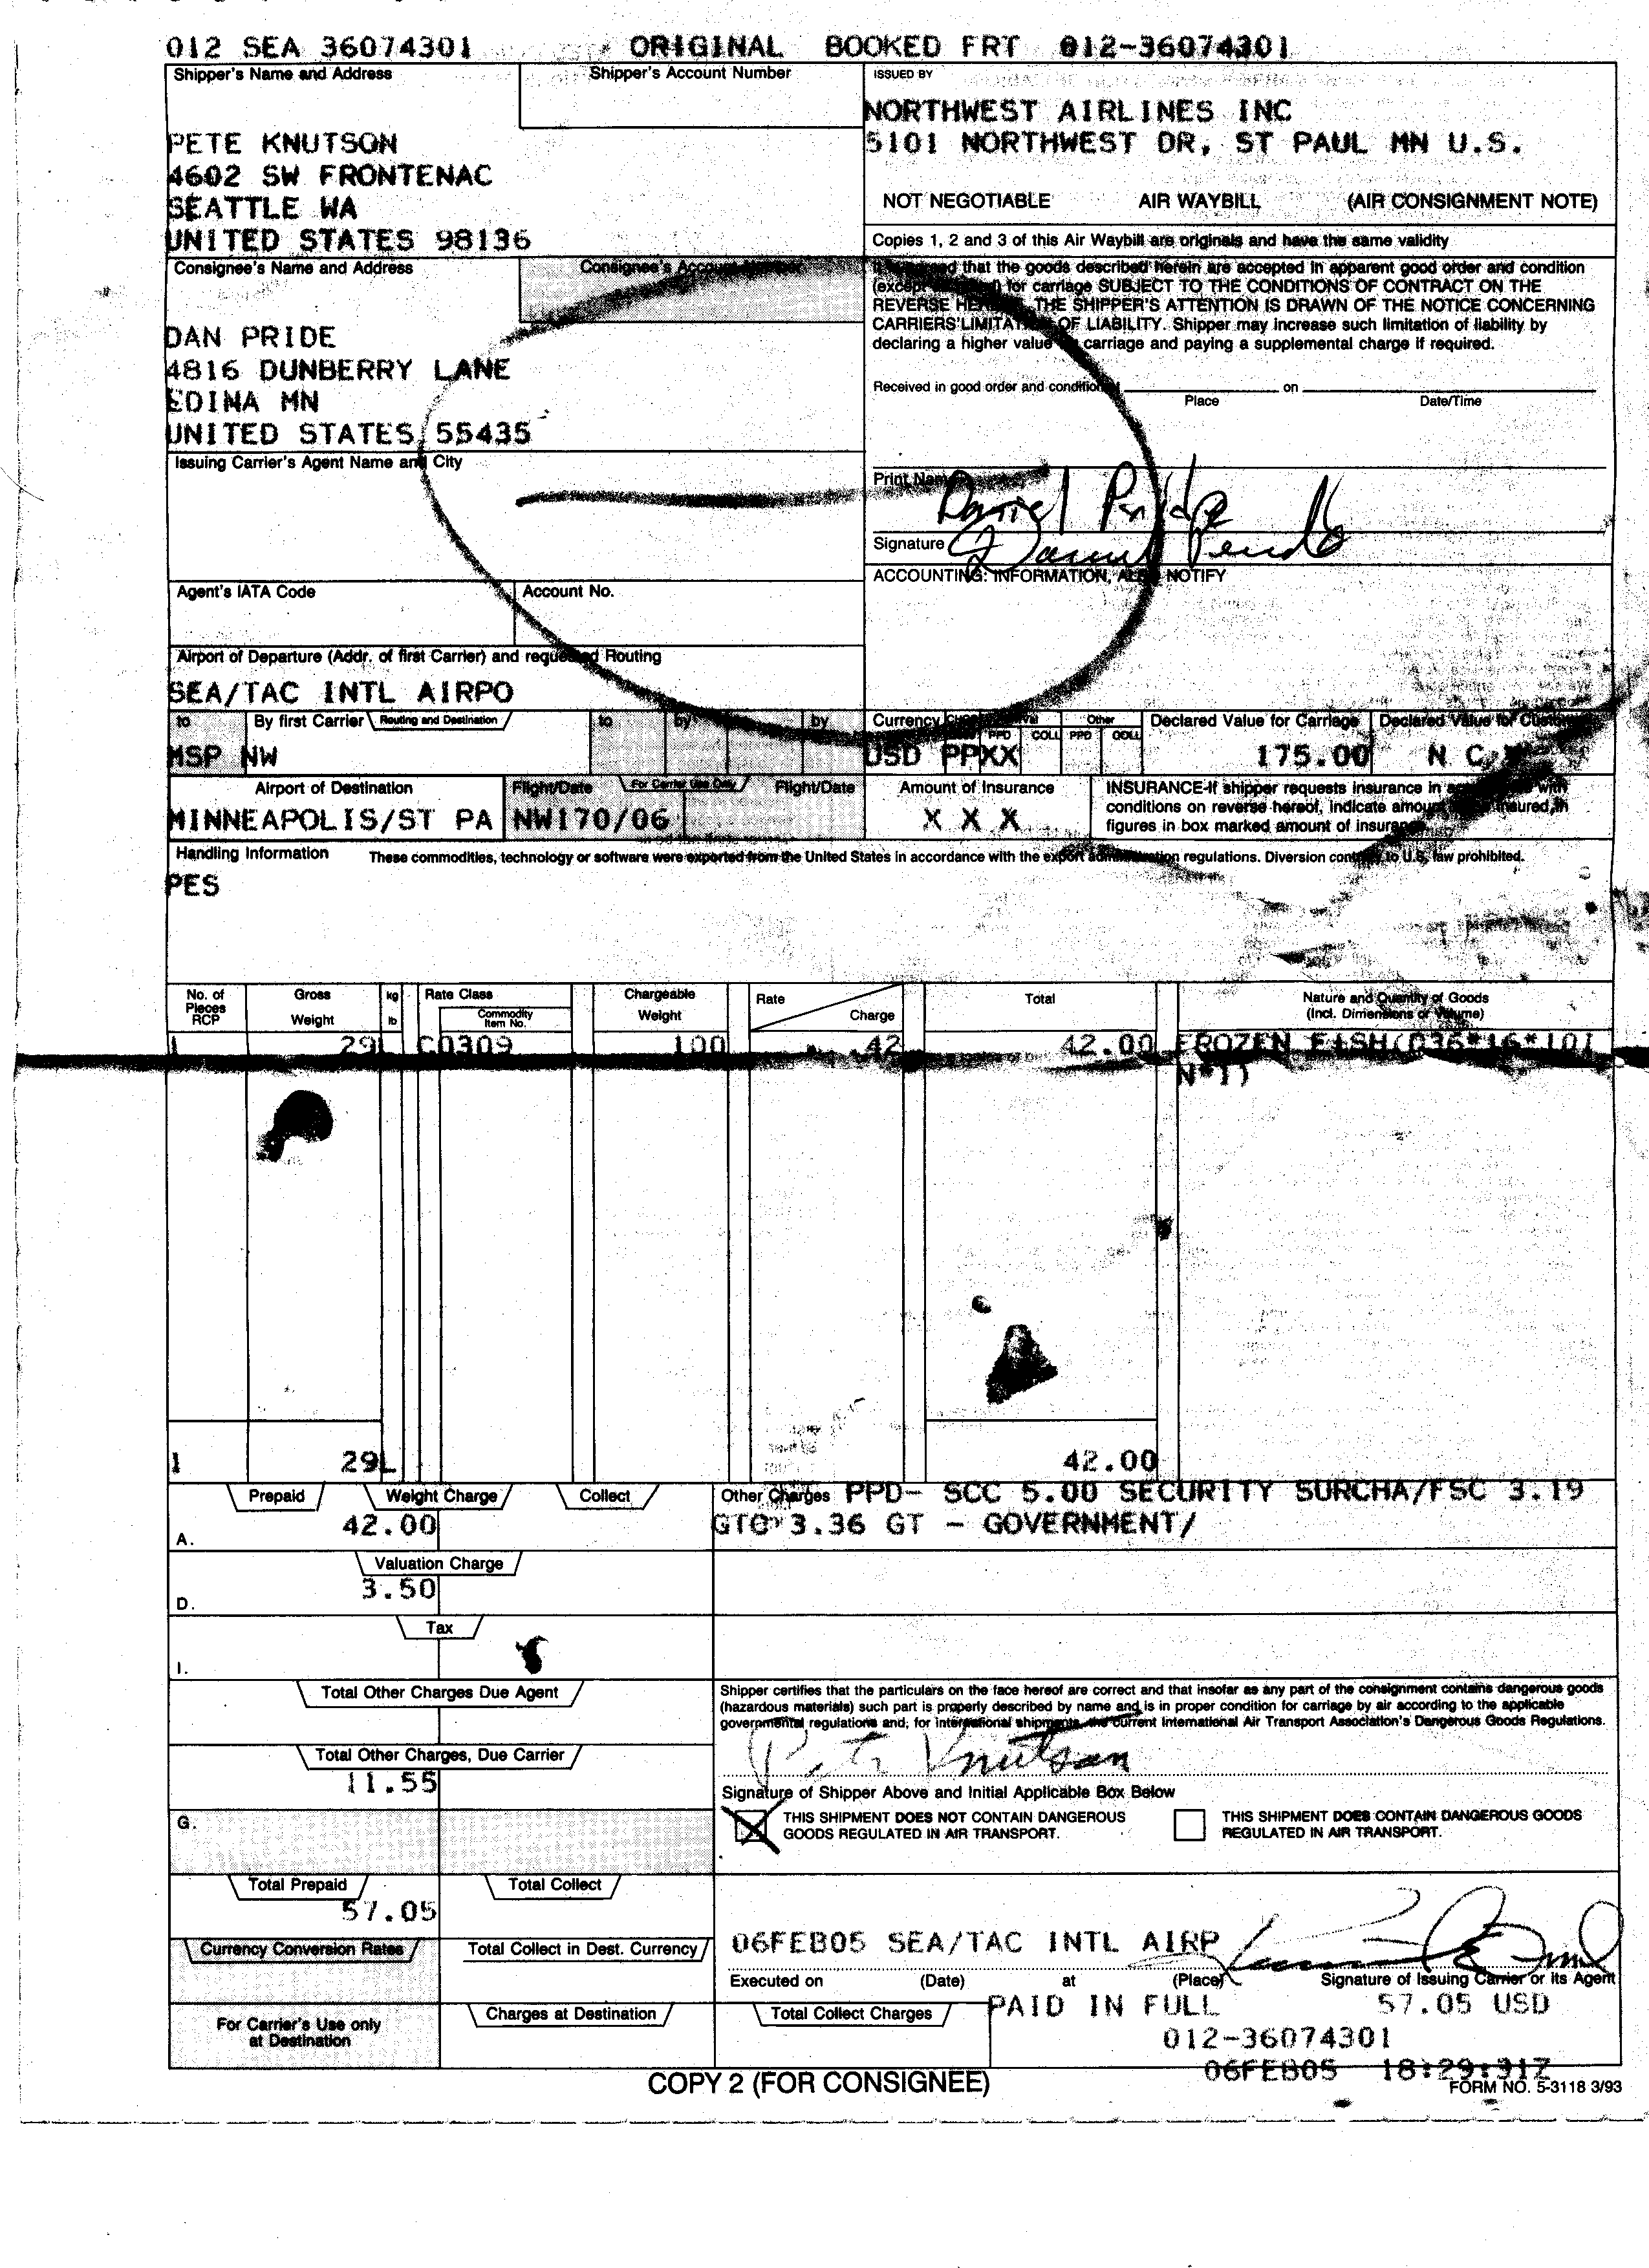 012 SEA 36074301 ORIGINAL BOOKED FRT 012-36074301
Shipper's Name and Address
Shipper's Account Number
ISSUED BY
NORTHWEST AIRLINES INC
5101 NORTHWEST DR, ST PAUL MN U.S.
PETE KNUTSON
4602 SW FRONTENAC
SEATTLE WA
UNITED STATES 98136
NOT NEGOTIABLE AIR WAYBILL (AIR CONSIGNMENT NOTE)
Copies 1, 2 and 3 of this Air Waybill are originals and have the same validity
Consignee's Name and Address
Consignee's Account
that the goods described herein are accepted in apparent good order and condition
(except for carriage SUBJECT TO THE CONDITIONS OF CONTRACT ON THE
REVERSE THE SHIPPER'S ATTENTION IS DRAWN OF THE NOTICE CONCERNING
CARRIERS' LIMITATION OF LIABILITY. Shipper may increase such limitation of liability by
declaring a higher value carriage and paying a supplemental charge if required.
DAN PRIDE
4816 DUNBERRY LANE
EDINA MN
UNITED STATES 55435
Received in good order and condition on
Place Date/Time
Issuing Carrier's Agent Name and City
Print Name Daniel Pride
Signature Daniel Pride
ACCOUNTING: INFORMATION, ALSO NOTIFY
Agent's IATA Code
Account No.
Airport of Departure (Addr. of first Carrier) and requested Routing
SEA/TAC INTL AIRPO
to By first Carrier Routing and Destination to by by
Currency Other Declared Value for Carriage Declared Value for Customs
PPD COLL PPD COLL
MSP NW USD PPXX 175.00 N C
Airport of Destination Flight/Date For Carrier Use Only Flight/Date Amount of Insurance
INSURANCE-If shipper requests insurance in with
conditions on reverse hereof, indicate amount insured in
figures in box marked amount of insurance
MINNEAPOLIS/ST PA NW170/06 X X X
Handling Information These commodities, technology or software were exported from the United States in accordance with the export administration regulations. Diversion contrary to U.S. law prohibited.
PES
No. of Pieces RCP
Gross Weight
kg lb
Rate Class
Commodity Item No.
Chargeable Weight
Rate Charge
Total
Nature and Quantity of Goods
(Incl. Dimensions or Volume)
1 29L C0309 100 .42 42.00 FROZEN FISH(D36*16*10I
N*1)
1 29L 42.00
Prepaid Weight Charge Collect
A. 42.00
Other Charges PPD- SCC 5.00 SECURITY SURCHA/FSC 3.19
GTC 3.36 GT - GOVERNMENT/
Valuation Charge
D. 3.50
Tax
I.
Total Other Charges Due Agent
Shipper certifies that the particulars on the face hereof are correct and that insofar as any part of the consignment contains dangerous goods
(hazardous materials) such part is properly described by name and is in proper condition for carriage by air according to the applicable
governmental regulations and, for international shipments, the current International Air Transport Association's Dangerous Goods Regulations.
Total Other Charges, Due Carrier
11.55
Pete Knutson
Signature of Shipper Above and Initial Applicable Box Below
G.
THIS SHIPMENT DOES NOT CONTAIN DANGEROUS
GOODS REGULATED IN AIR TRANSPORT.
THIS SHIPMENT DOES CONTAIN DANGEROUS GOODS
REGULATED IN AIR TRANSPORT.
Total Prepaid Total Collect
57.05
Currency Conversion Rates Total Collect in Dest. Currency
06FEB05 SEA/TAC INTL AIRP
Executed on (Date) at (Place) Signature of Issuing Carrier or its Agent
For Carrier's Use only
at Destination
Charges at Destination
Total Collect Charges
PAID IN FULL 57.05 USD
012-36074301
06FEB05 18:29:31Z
COPY 2 (FOR CONSIGNEE)
FORM NO. 5-3118 3/93